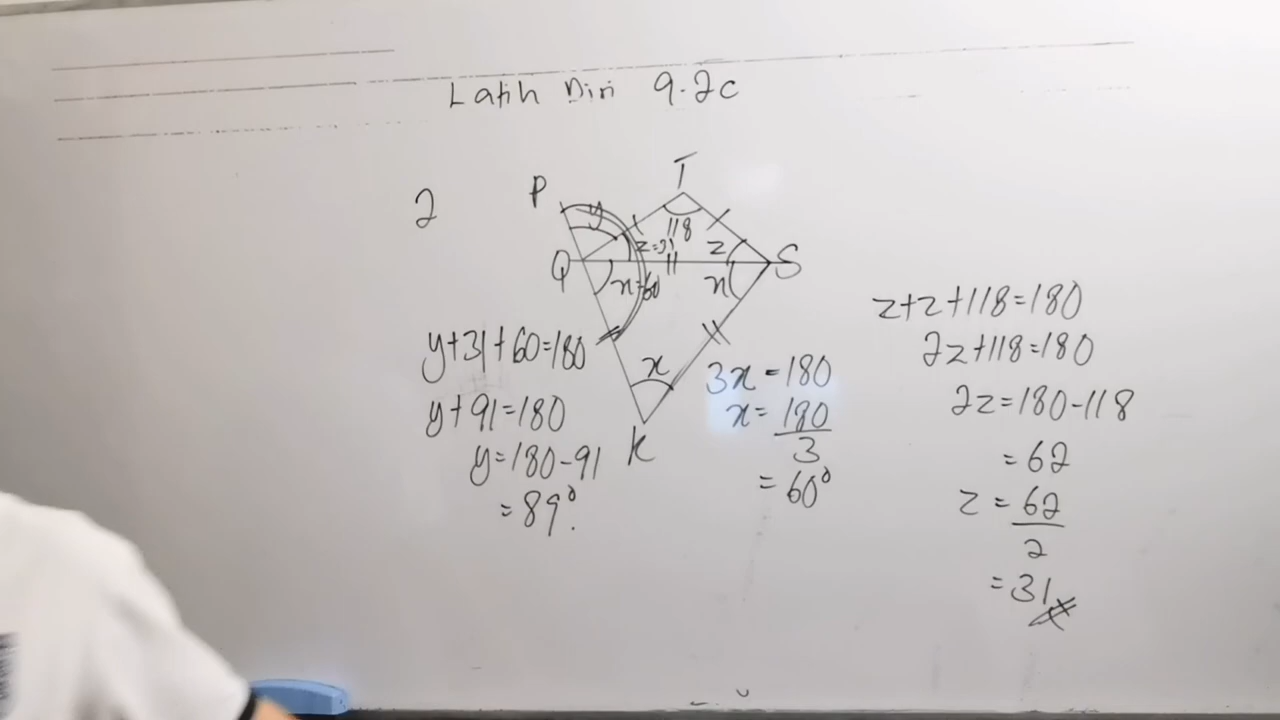 Latih Diri 9.2c
2
P
T
y
118
z=31
z
Q
S
x=60
x
x
K
y+31+60=180
y+91=180
y=180-91
=89°.
3x=180
x=180
3
=60°
z+z+118=180
2z+118=180
2z=180-118
=62
z=62
2
=31